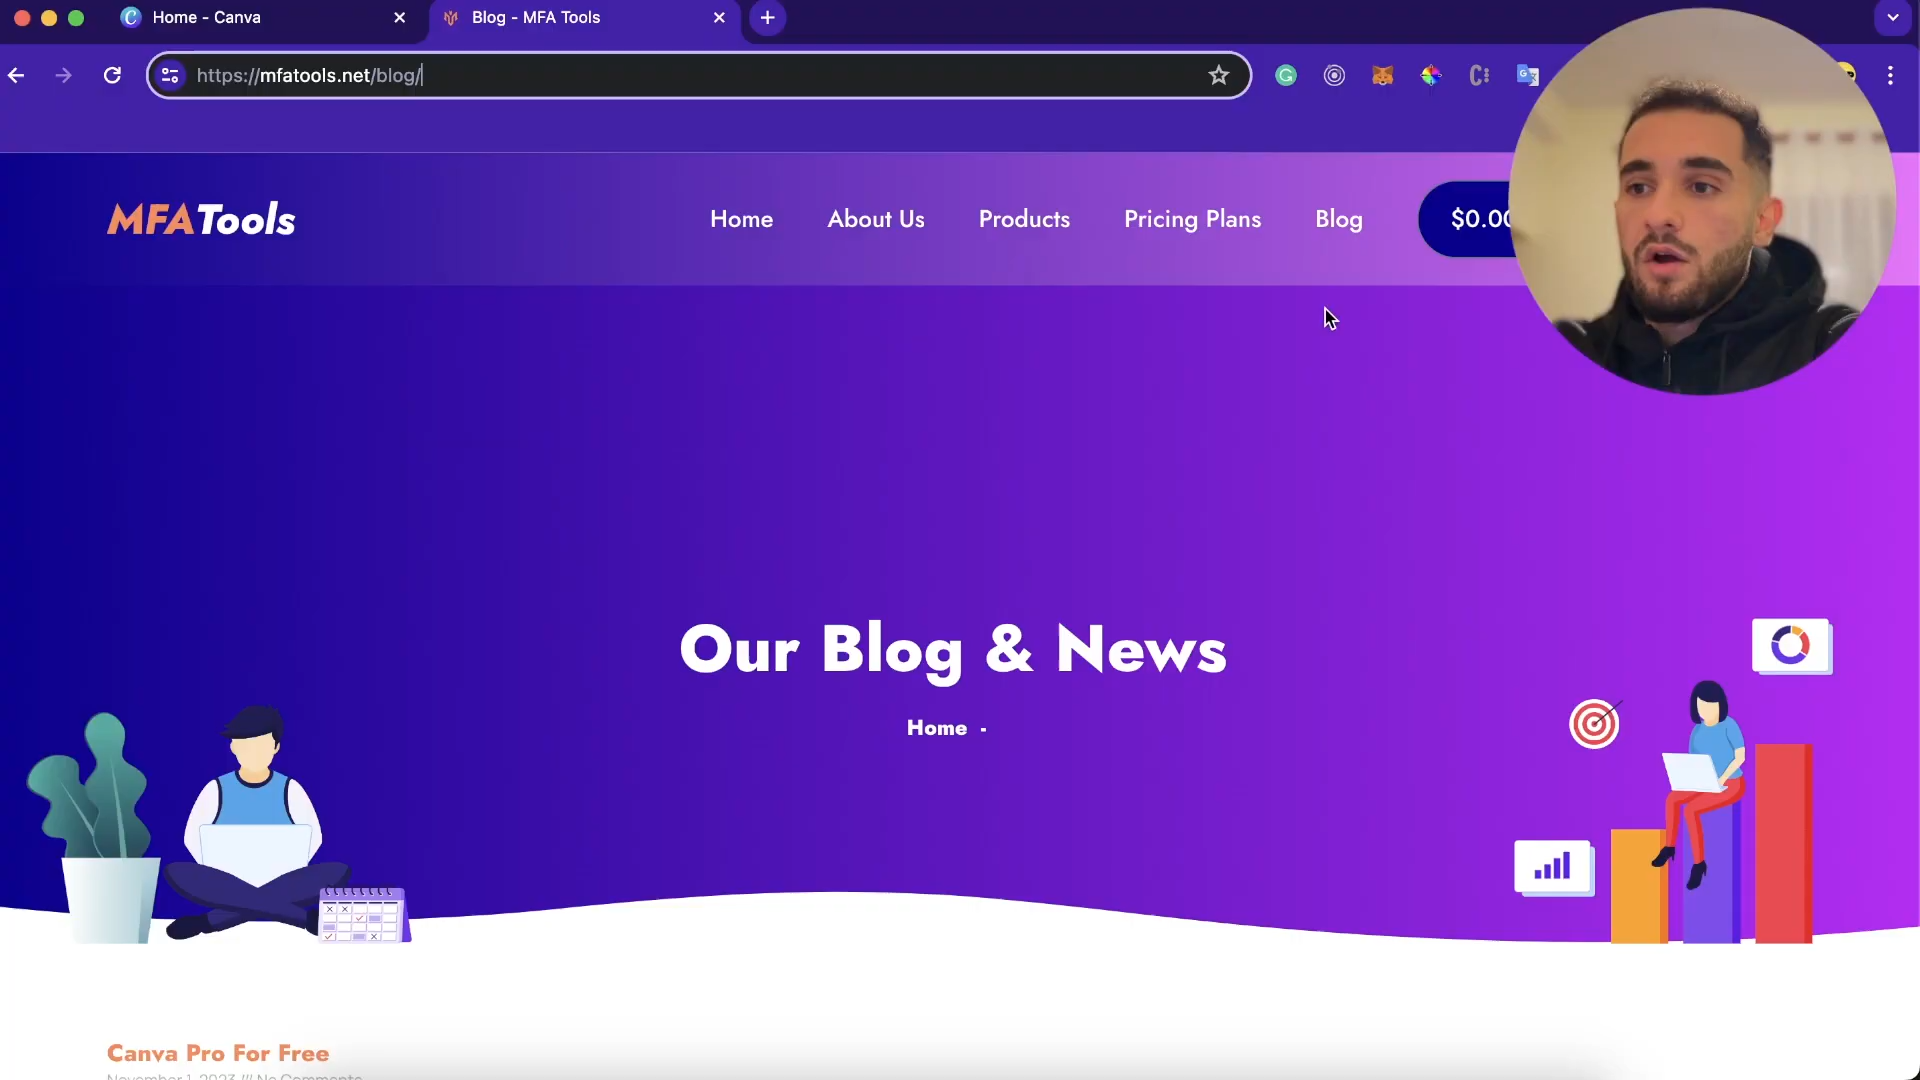 Home - Canva
Blog - MFA Tools
https://mfatools.net/blog/
MFATools
Home
About Us
Products
Pricing Plans
Blog
$0.00
Our Blog & News
Home -
Canva Pro For Free
November 1, 2023 /// No Comments